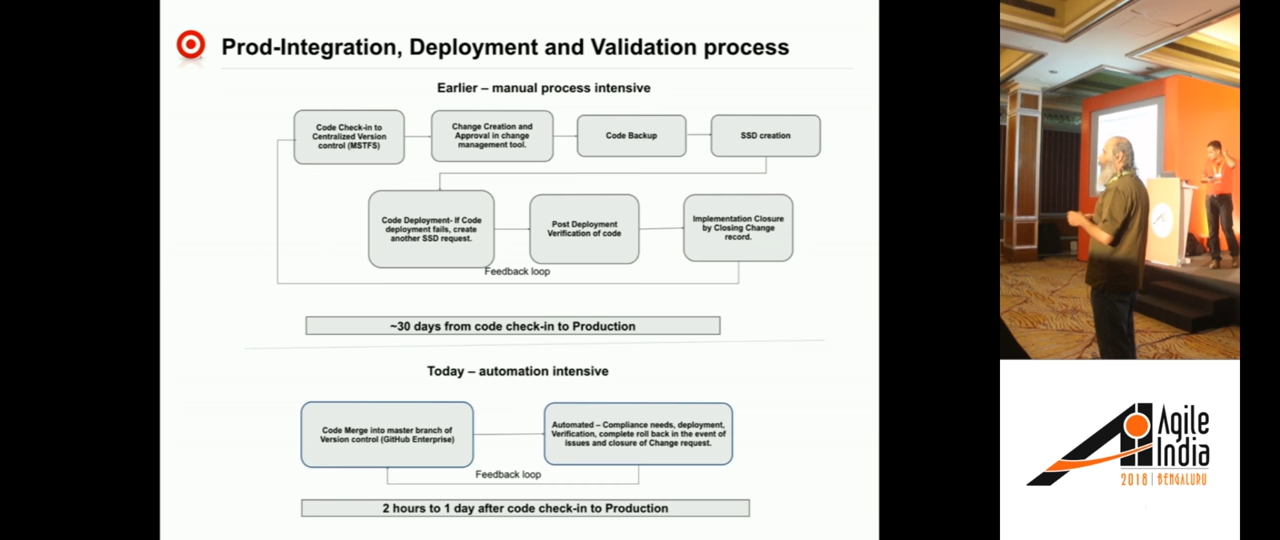 Prod-Integration, Deployment and Validation process
Earlier – manual process intensive
Code Check-in to
Centralized Version
control (MSTFS)
Change Creation and
Approval in change
management tool.
Code Backup
SSD creation
Code Deployment- If Code
deployment fails, create
another SSD request.
Post Deployment
Verification of code
Implementation Closure
by Closing Change
record.
Feedback loop
~30 days from code check-in to Production
Today – automation intensive
Code Merge into master branch of
Version control (GitHub Enterprise)
Automated – Compliance needs, deployment,
Verification, complete roll back in the event of
issues and closure of Change request.
Feedback loop
2 hours to 1 day after code check-in to Production
Agile
India
2018 | BENGALURU